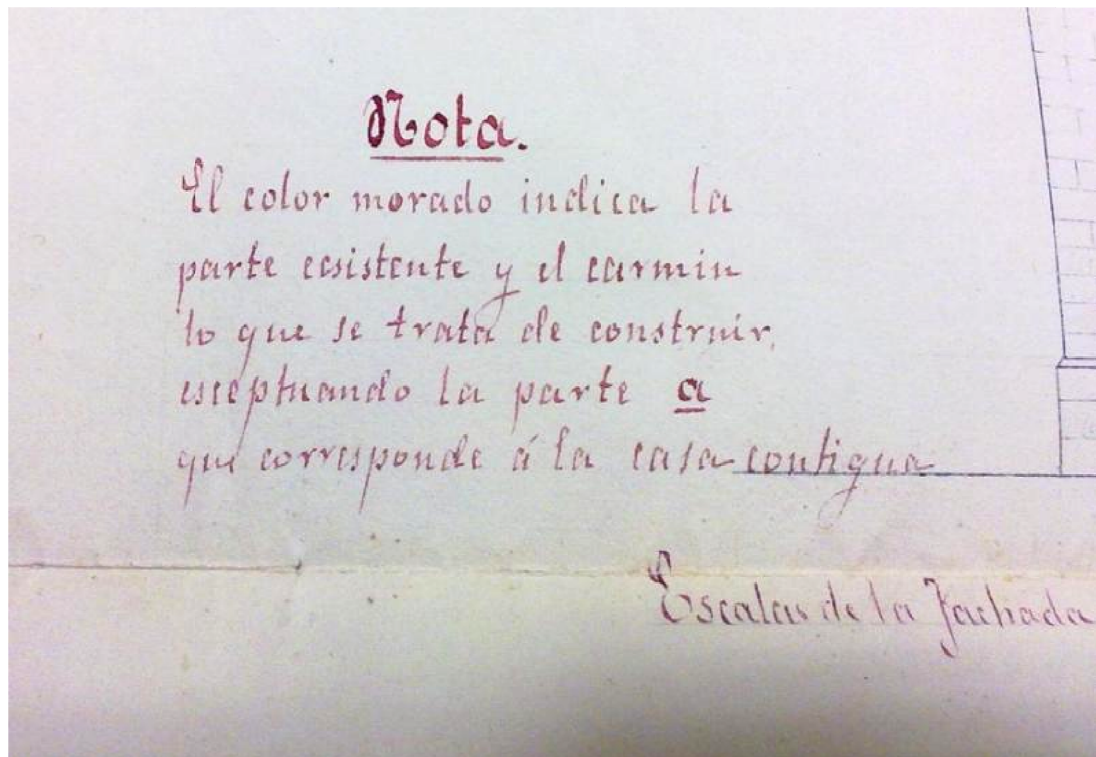 Nota.
El color morado indica la
parte ecsistente y el carmin
lo que se trata de construir,
esceptuando la parte a
que corresponde á la casa contigua
Escalas de la Fachada